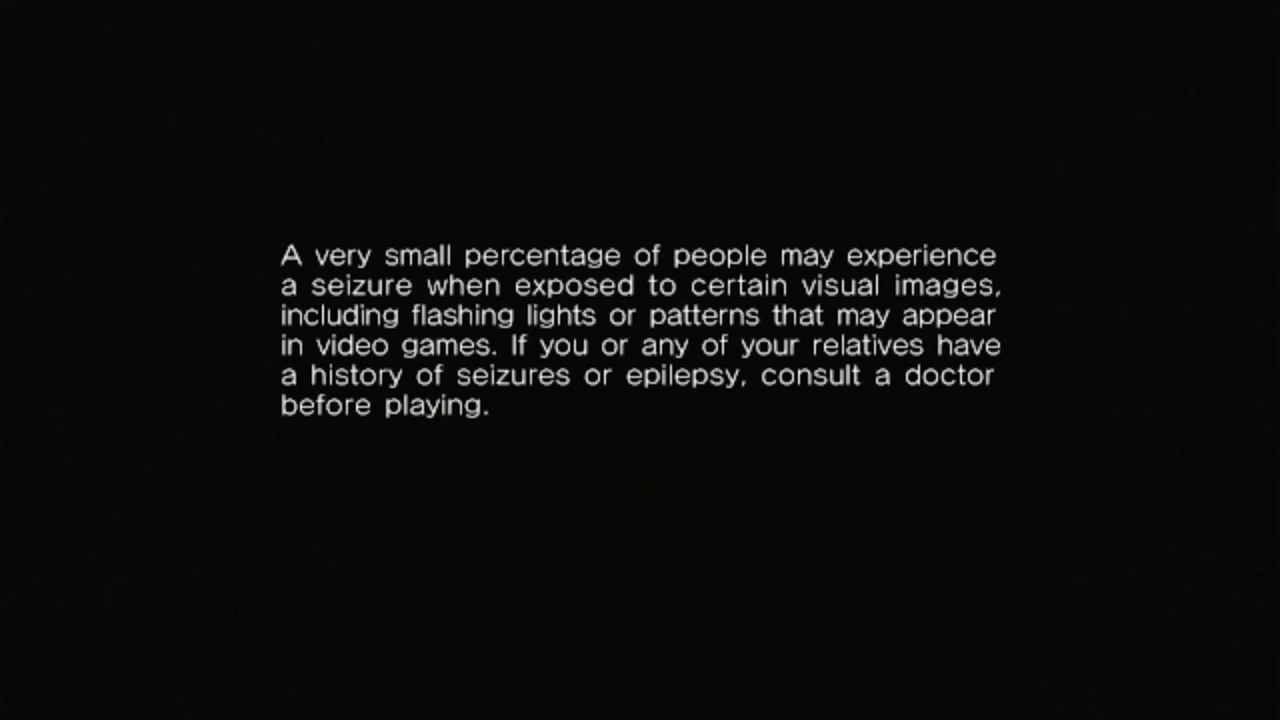 A very small percentage of people may experience
a seizure when exposed to certain visual images,
including flashing lights or patterns that may appear
in video games. If you or any of your relatives have
a history of seizures or epilepsy, consult a doctor
before playing.